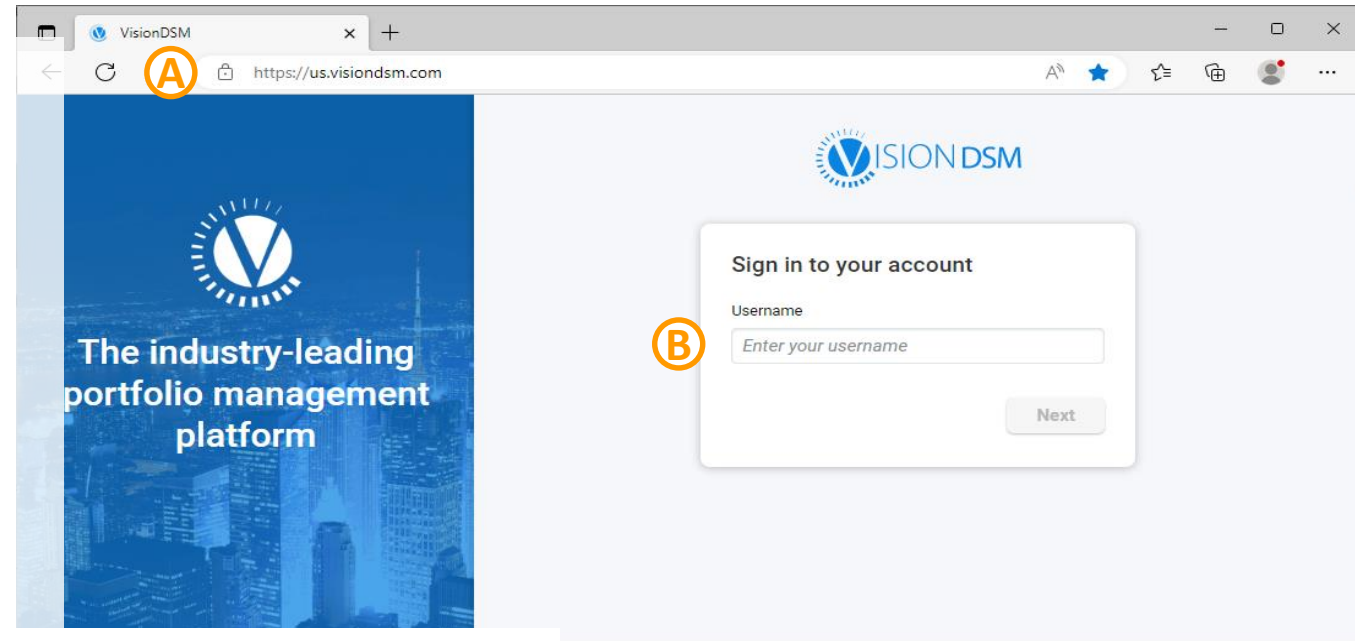 VisionDSM
A
https://us.visiondsm.com
VISION DSM
Sign in to your account
Username
B
Enter your username
Next
V
The industry-leading
portfolio management
platform